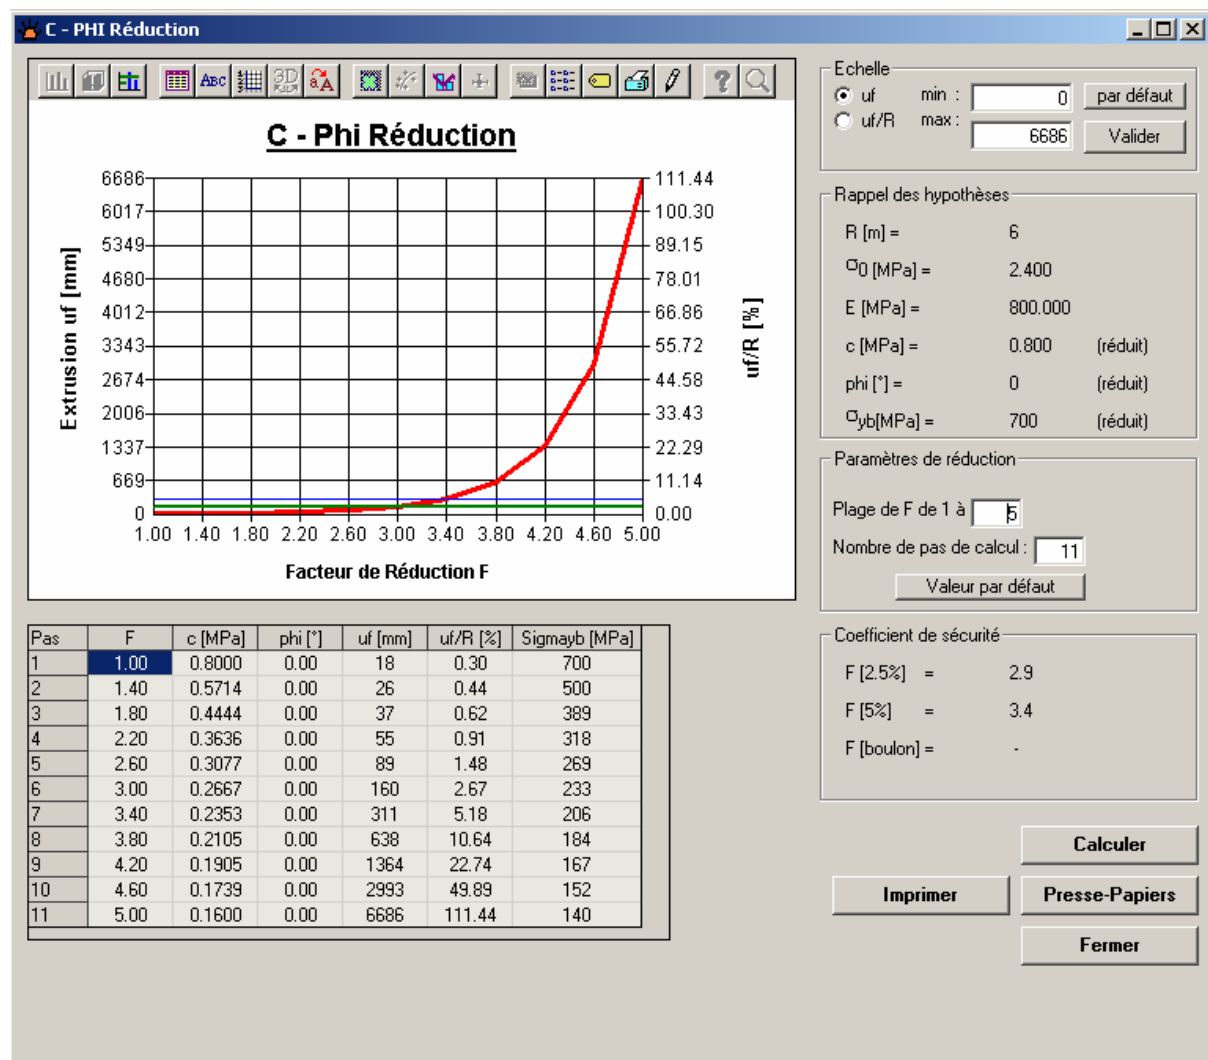 C - PHI Réduction
ABC
3D
aA
?
C - Phi Réduction
Extrusion uf [mm]
6686
6017
5349
4680
4012
3343
2674
2006
1337
669
0
111.44
100.30
89.15
78.01
66.86
55.72
44.58
33.43
22.29
11.14
0.00
uf/R [%]
1.00 1.40 1.80 2.20 2.60 3.00 3.40 3.80 4.20 4.60 5.00
Facteur de Réduction F
Pas F c [MPa] phi [°] uf [mm] uf/R [%] Sigmayb [MPa]
1 1.00 0.8000 0.00 18 0.30 700
2 1.40 0.5714 0.00 26 0.44 500
3 1.80 0.4444 0.00 37 0.62 389
4 2.20 0.3636 0.00 55 0.91 318
5 2.60 0.3077 0.00 89 1.48 269
6 3.00 0.2667 0.00 160 2.67 233
7 3.40 0.2353 0.00 311 5.18 206
8 3.80 0.2105 0.00 638 10.64 184
9 4.20 0.1905 0.00 1364 22.74 167
10 4.60 0.1739 0.00 2993 49.89 152
11 5.00 0.1600 0.00 6686 111.44 140
Echelle
uf min : 0 par défaut
uf/R max : 6686 Valider
Rappel des hypothèses
R [m] = 6
σ0 [MPa] = 2.400
E [MPa] = 800.000
c [MPa] = 0.800 (réduit)
phi [°] = 0 (réduit)
σyb[MPa] = 700 (réduit)
Paramètres de réduction
Plage de F de 1 à 5
Nombre de pas de calcul : 11
Valeur par défaut
Coefficient de sécurité
F [2.5%] = 2.9
F [5%] = 3.4
F [boulon] = -
Calculer
Imprimer Presse-Papiers
Fermer